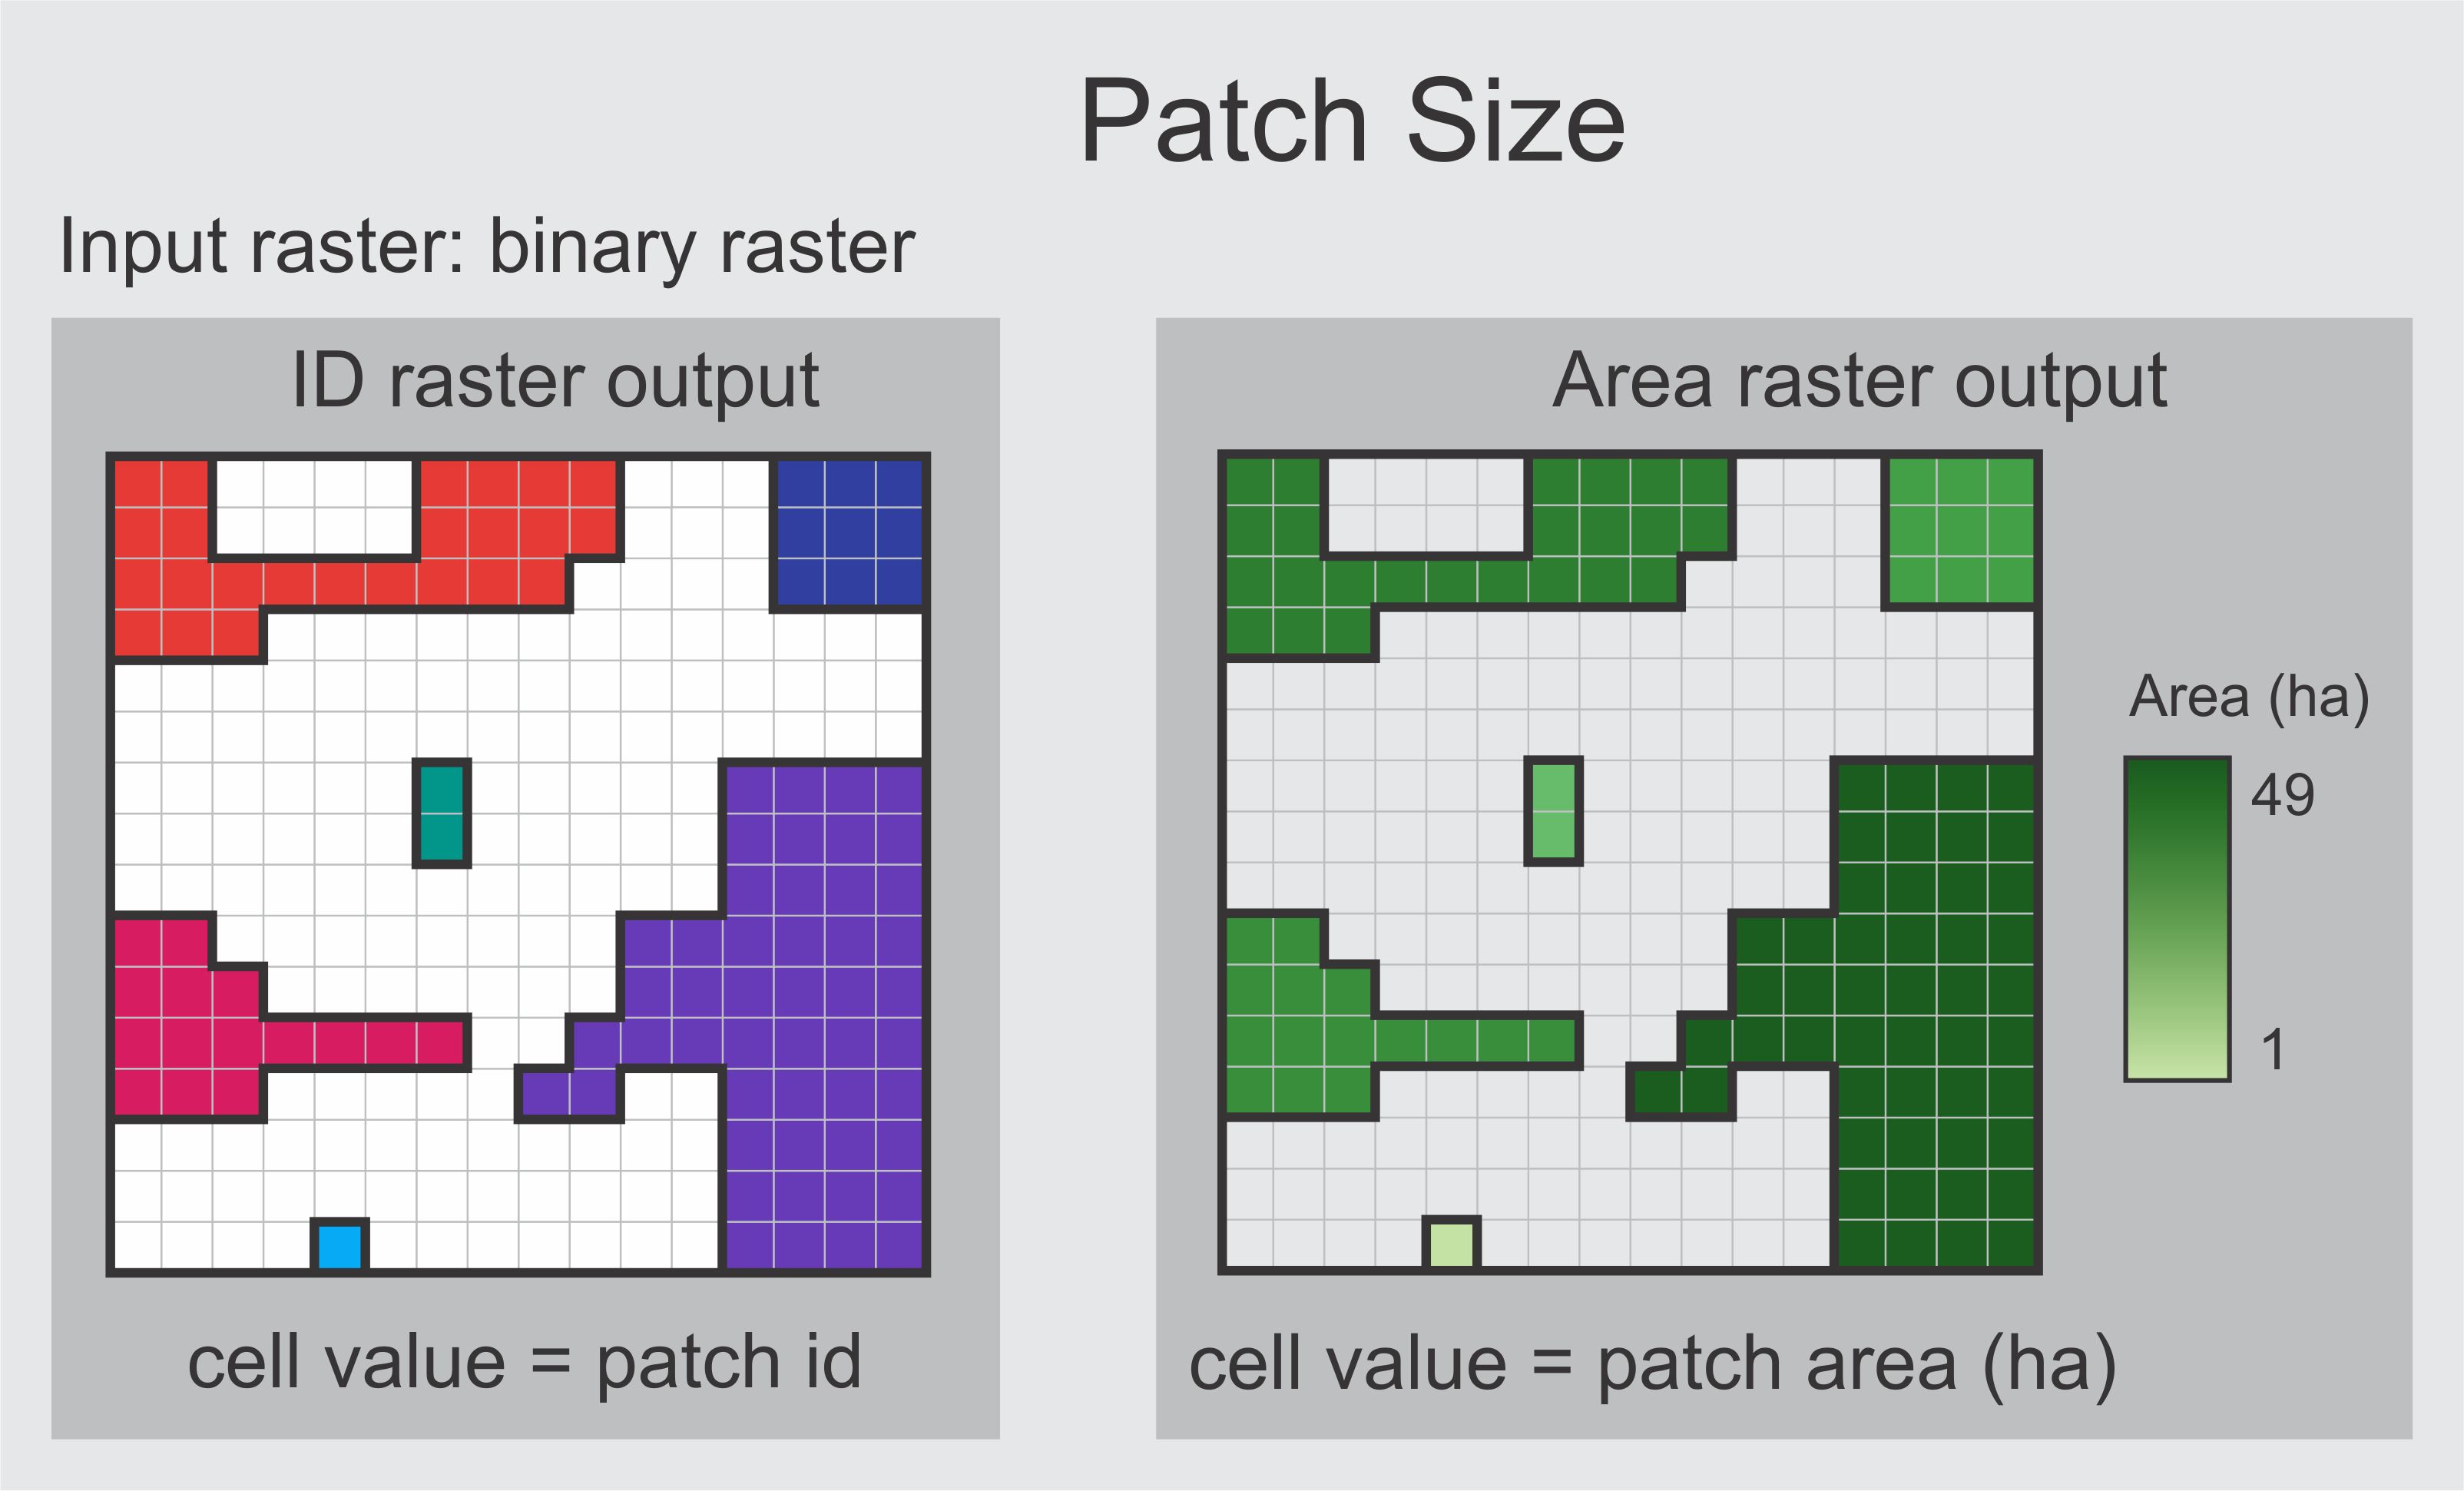 Patch Size
Input raster: binary raster
ID raster output
Area raster output
Area (ha)
49
1
cell value = patch id
cell value = patch area (ha)